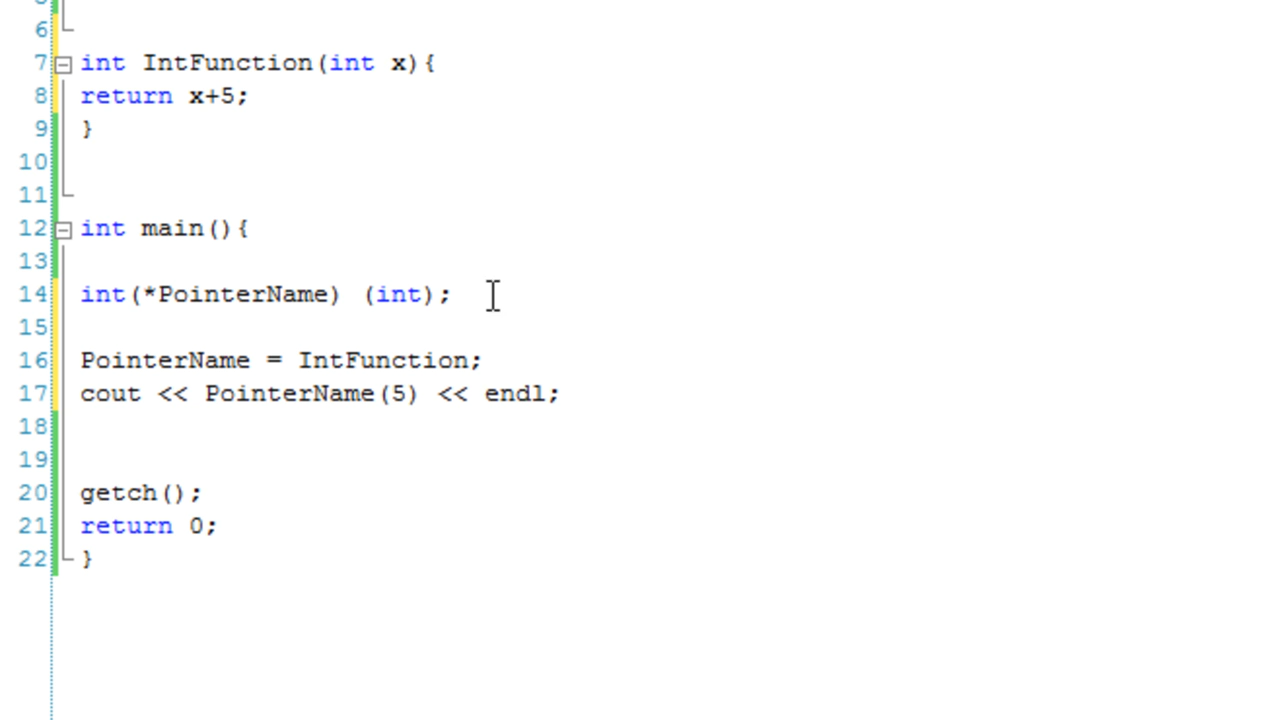 6
7 int IntFunction(int x){
8 return x+5;
9 }
10
11
12 int main(){
13
14 int(*PointerName) (int);
15
16 PointerName = IntFunction;
17 cout << PointerName(5) << endl;
18
19
20 getch();
21 return 0;
22 }